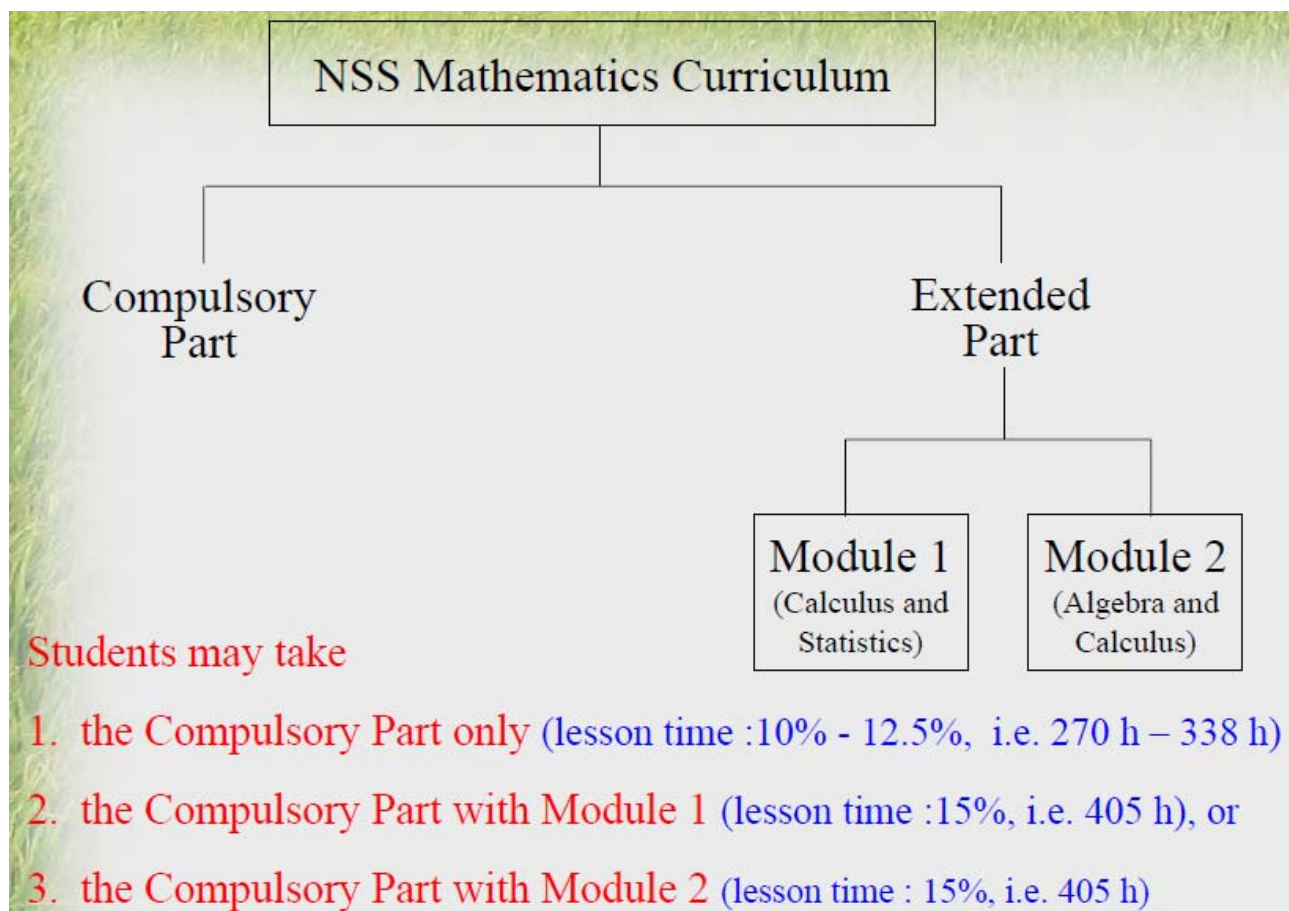 NSS Mathematics Curriculum
Compulsory
Part
Extended
Part
Module 1
(Calculus and
Statistics)
Module 2
(Algebra and
Calculus)
Students may take
1. the Compulsory Part only (lesson time :10% - 12.5%, i.e. 270 h – 338 h)
2. the Compulsory Part with Module 1 (lesson time :15%, i.e. 405 h), or
3. the Compulsory Part with Module 2 (lesson time : 15%, i.e. 405 h)